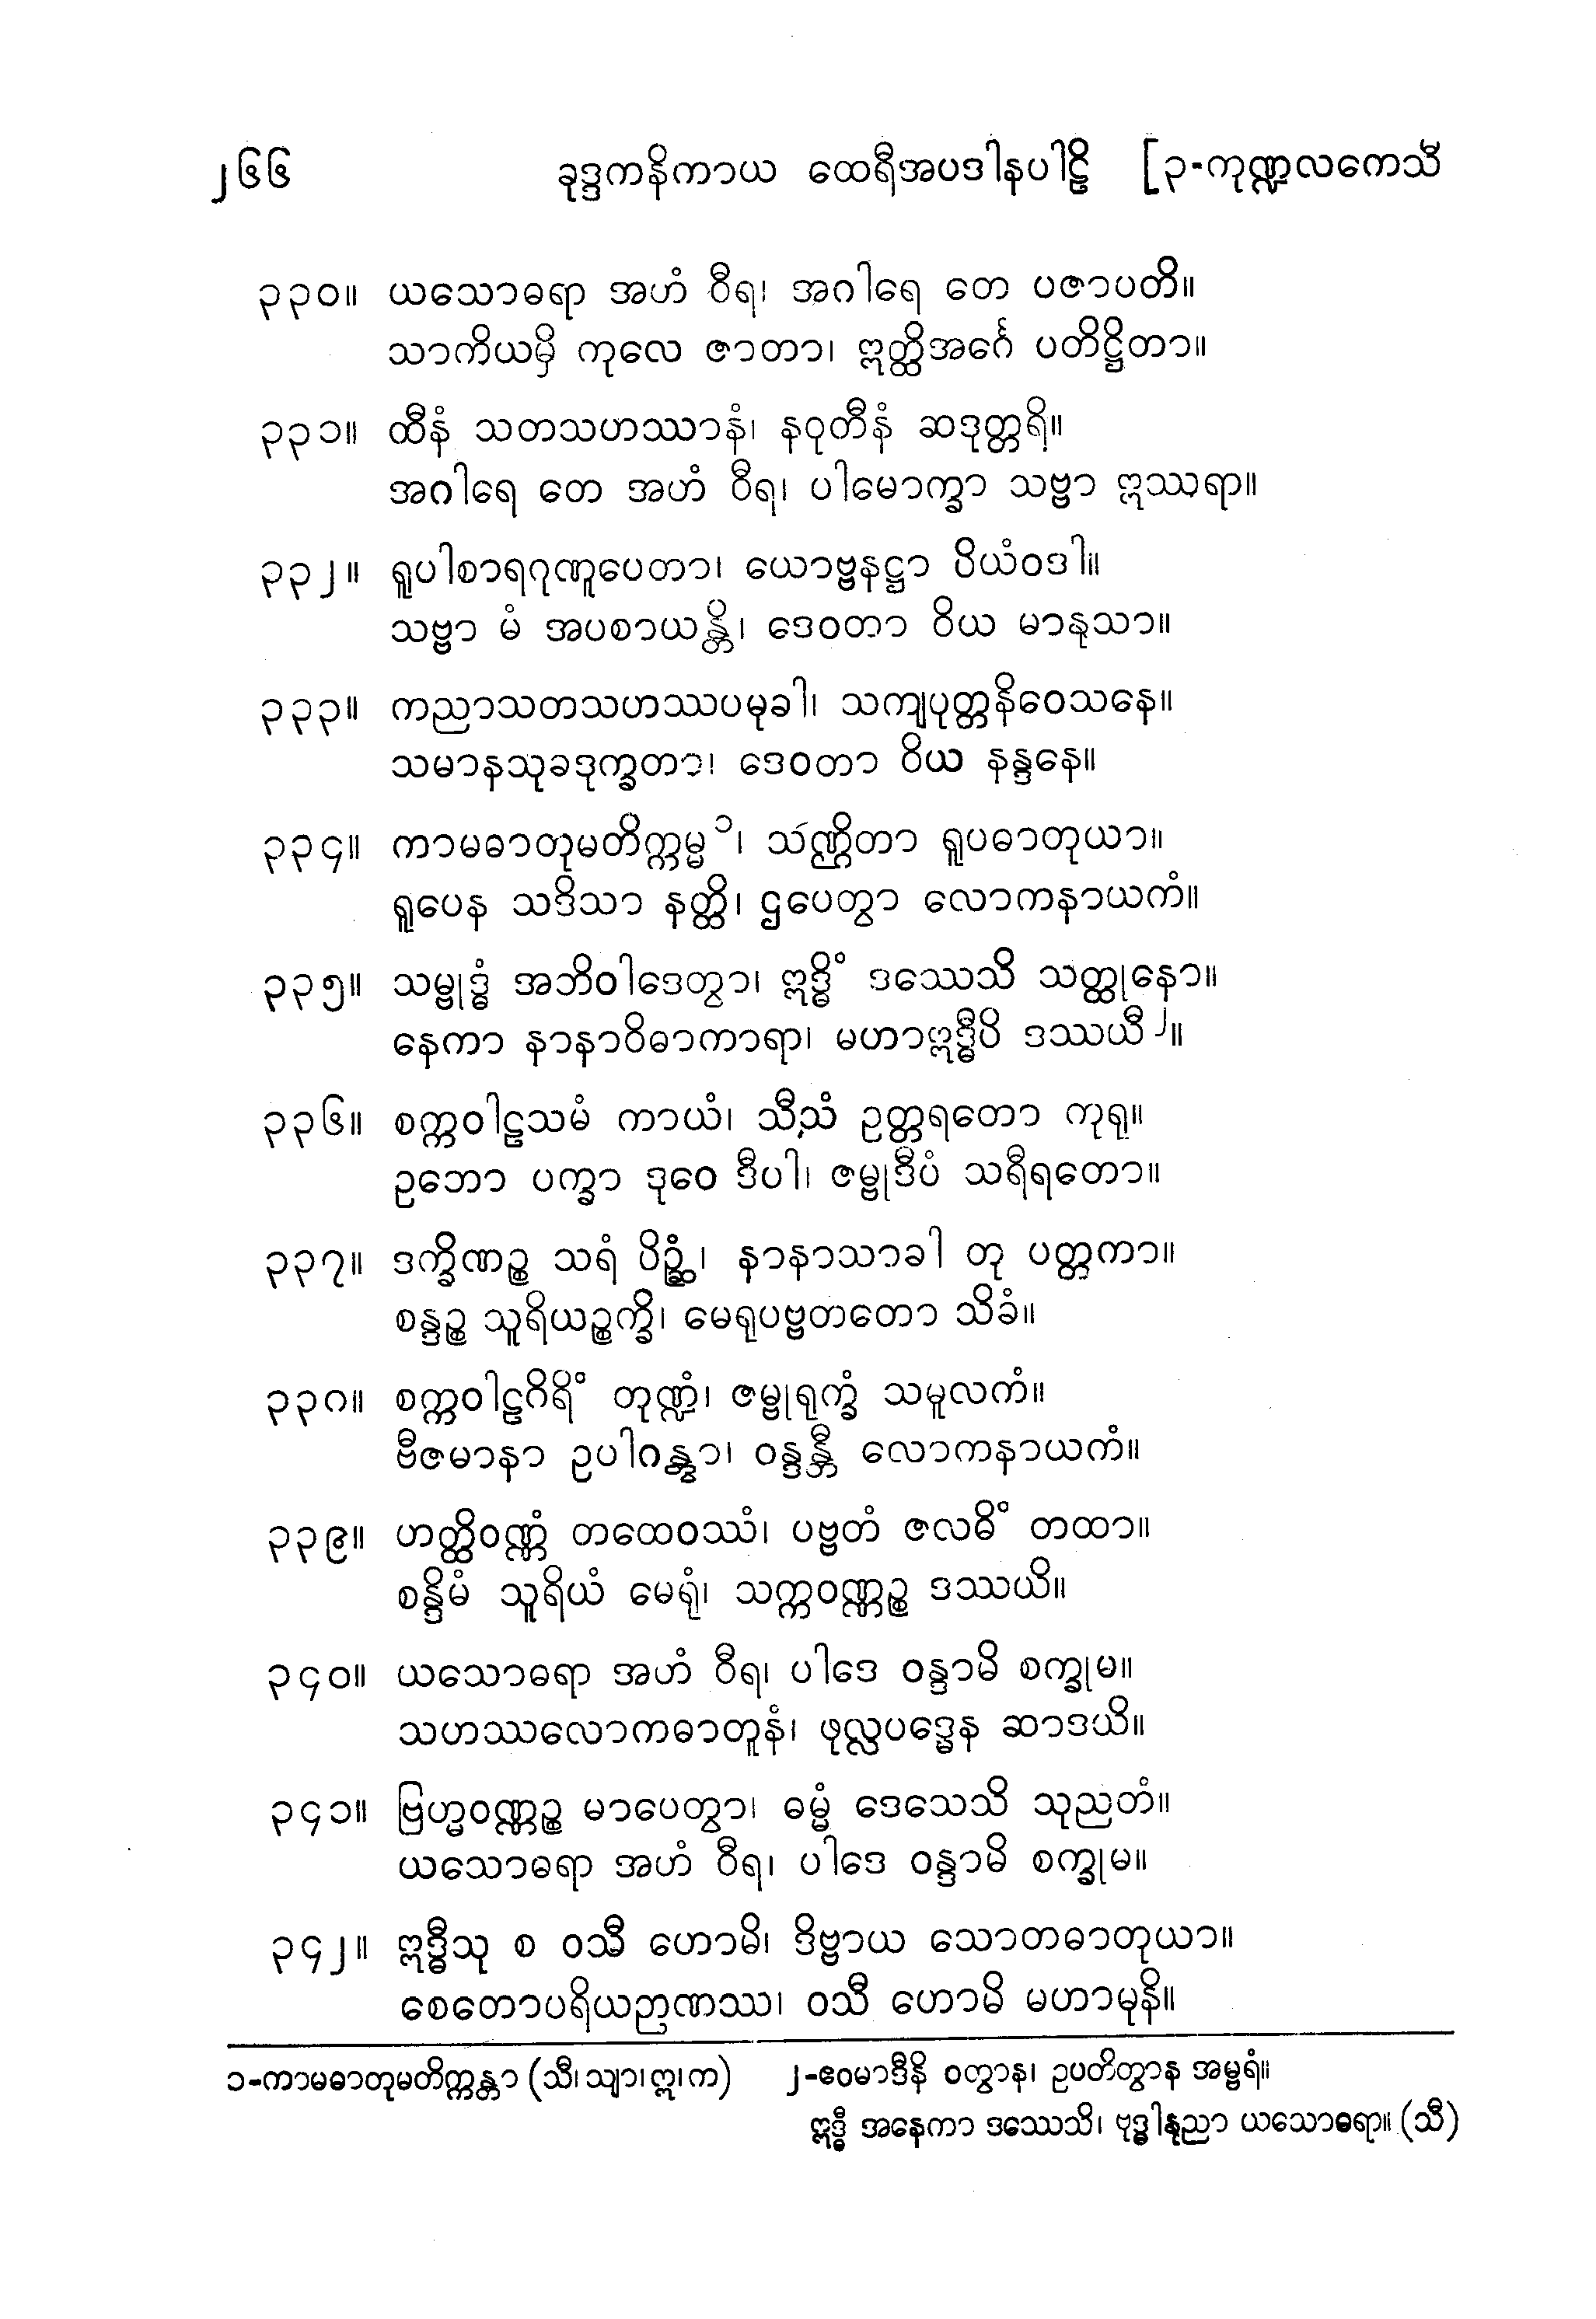 ၂၆၆ ခုဒ္ဒကနိကာယ ထေရီအပဒါနပါဠိ [၃-ကုဏ္ဍလကေသီ
၃၃၀။ ယသောဓရာ အဟံ ဝီရ၊ အဂါရေ တေ ပဇာပတိ။
သာကိယမှိ ကုလေ ဇာတာ၊ ဣတ္ထိအင်္ဂေ ပတိဋ္ဌိတာ။
၃၃၁။ ထီနံ သတသဟဿာနံ၊ နဝုတီနံ ဆဒုတ္တရိ။
အဂါရေ တေ အဟံ ဝီရ၊ ပါမောက္ခာ သဗ္ဗာ ဣဿရာ။
၃၃၂။ ရူပါစာရဂုဏူပေတာ၊ ယောဗ္ဗနဋ္ဌာ ပိယံဝဒါ။
သဗ္ဗာ မံ အပစာယန္တိ၊ ဒေဝတာ ဝိယ မာနုသာ။
၃၃၃။ ကညာသတသဟဿပမုခါ၊ သကျပုတ္တနိဝေသနေ။
သမာနသုခဒုက္ခတာ၊ ဒေဝတာ ဝိယ နန္ဒနေ။
၃၃၄။ ကာမဓာတုမတိက္ကမ္မ ၁၊ သဏ္ဌိတာ ရူပဓာတုယာ။
ရူပေန သဒိသာ နတ္ထိ၊ ဌပေတွာ လောကနာယကံ။
၃၃၅။ သမ္ဗုဒ္ဓံ အဘိဝါဒေတွာ၊ ဣဒ္ဓိံ ဒဿေသိ သတ္ထုနော။
နေကာ နာနာဝိဓာကာရာ၊ မဟာဣဒ္ဓီပိ ဒဿယီ ၂။
၃၃၆။ စက္ကဝါဠသမံ ကာယံ၊ သီသံ ဥတ္တရတော ကုရု။
ဥဘော ပက္ခာ ဒုဝေ ဒီပါ၊ ဇမ္ဗုဒီပံ သရီရတော။
၃၃၇။ ဒက္ခိဏဉ္စ သရံ ပိဉ္ဆံ၊ နာနာသာခါ တု ပတ္တကာ။
စန္ဒဉ္စ သူရိယဉ္စက္ခိ၊ မေရုပဗ္ဗတတော သိခံ။
၃၃၈။ စက္ကဝါဠဂိရိံ တုဏ္ဍံ၊ ဇမ္ဗုရုက္ခံ သမူလကံ။
ဗီဇမာနာ ဥပါဂန္တွာ၊ ဝန္ဒန္တီ လောကနာယကံ။
၃၃၉။ ဟတ္ထိဝဏ္ဏံ တထေဝဿံ၊ ပဗ္ဗတံ ဇလဓိံ တထာ။
စန္ဒိမံ သူရိယံ မေရုံ၊ သက္ကဝဏ္ဏဉ္စ ဒဿယိ။
၃၄၀။ ယသောဓရာ အဟံ ဝီရ၊ ပါဒေ ဝန္ဒာမိ စက္ခုမ။
သဟဿလောကဓာတူနံ၊ ဖုလ္လပဒ္မေန ဆာဒယိ။
၃၄၁။ ဗြဟ္မဝဏ္ဏဉ္စ မာပေတွာ၊ ဓမ္မံ ဒေသေသိ သုညတံ။
ယသောဓရာ အဟံ ဝီရ၊ ပါဒေ ဝန္ဒာမိ စက္ခုမ။
၃၄၂။ ဣဒ္ဓီသု စ ဝသီ ဟောမိ၊ ဒိဗ္ဗာယ သောတဓာတုယာ။
စေတောပရိယဉာဏဿ၊ ဝသီ ဟောမိ မဟာမုနိ။
၁-ကာမဓာတုမတိက္ကန္တာ (သီ၊ သျာ၊ ဣ၊ က) ၂-ဧဝမာဒီနိ ဝတွာန၊ ဥပတိတွာန အမ္ဗရံ။
ဣဒ္ဓီ အနေကာ ဒဿေသိ၊ ဗုဒ္ဓါနုညာ ယသောဓရာ။ (သီ)